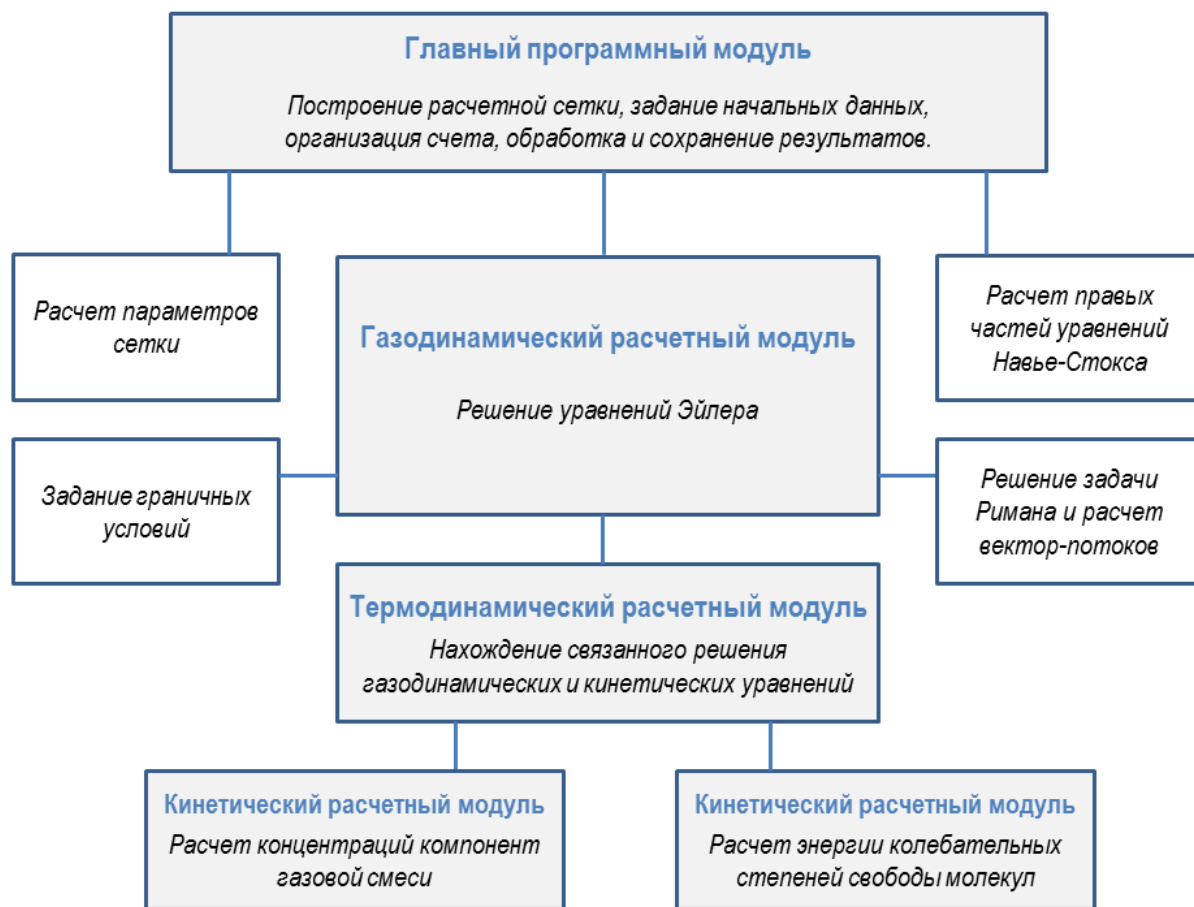 Главный программный модуль
Построение расчетной сетки, задание начальных данных,
организация счета, обработка и сохранение результатов.
Расчет параметров
сетки
Газодинамический расчетный модуль
Решение уравнений Эйлера
Расчет правых
частей уравнений
Навье-Стокса
Задание граничных
условий
Решение задачи
Римана и расчет
вектор-потоков
Термодинамический расчетный модуль
Нахождение связанного решения
газодинамических и кинетических уравнений
Кинетический расчетный модуль
Расчет концентраций компонент
газовой смеси
Кинетический расчетный модуль
Расчет энергии колебательных
степеней свободы молекул